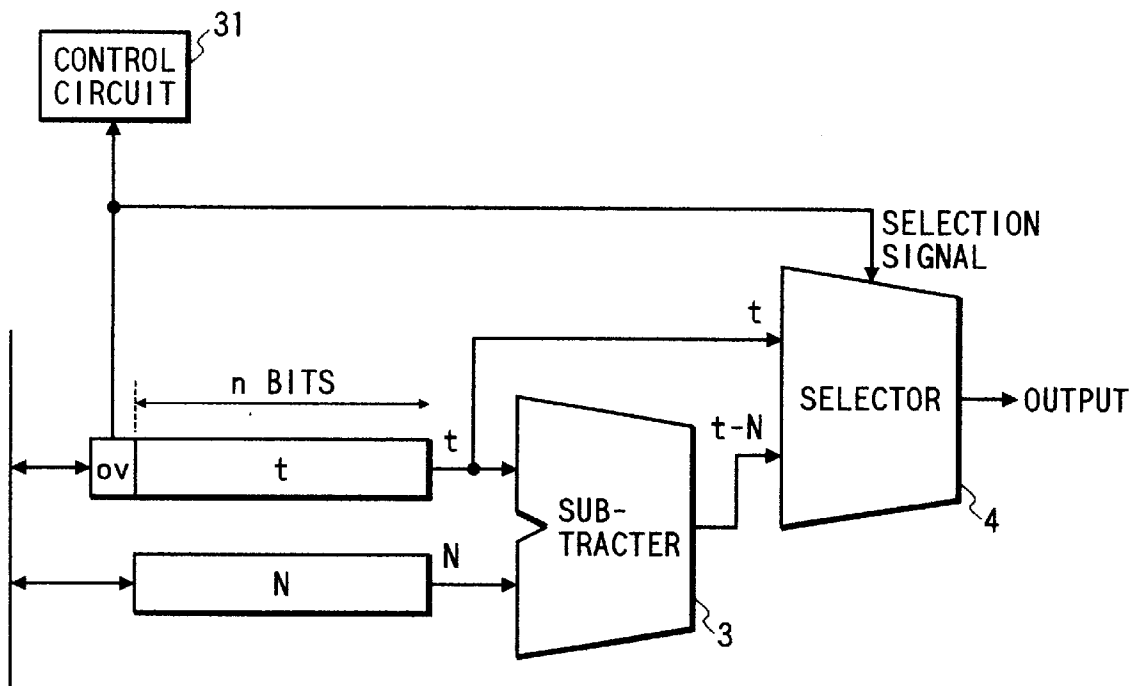 31
CONTROL
CIRCUIT
SELECTION
SIGNAL
t
n BITS
SELECTOR
OUTPUT
t-N
t
ov
t
SUB-
TRACTER
4
N
N
3